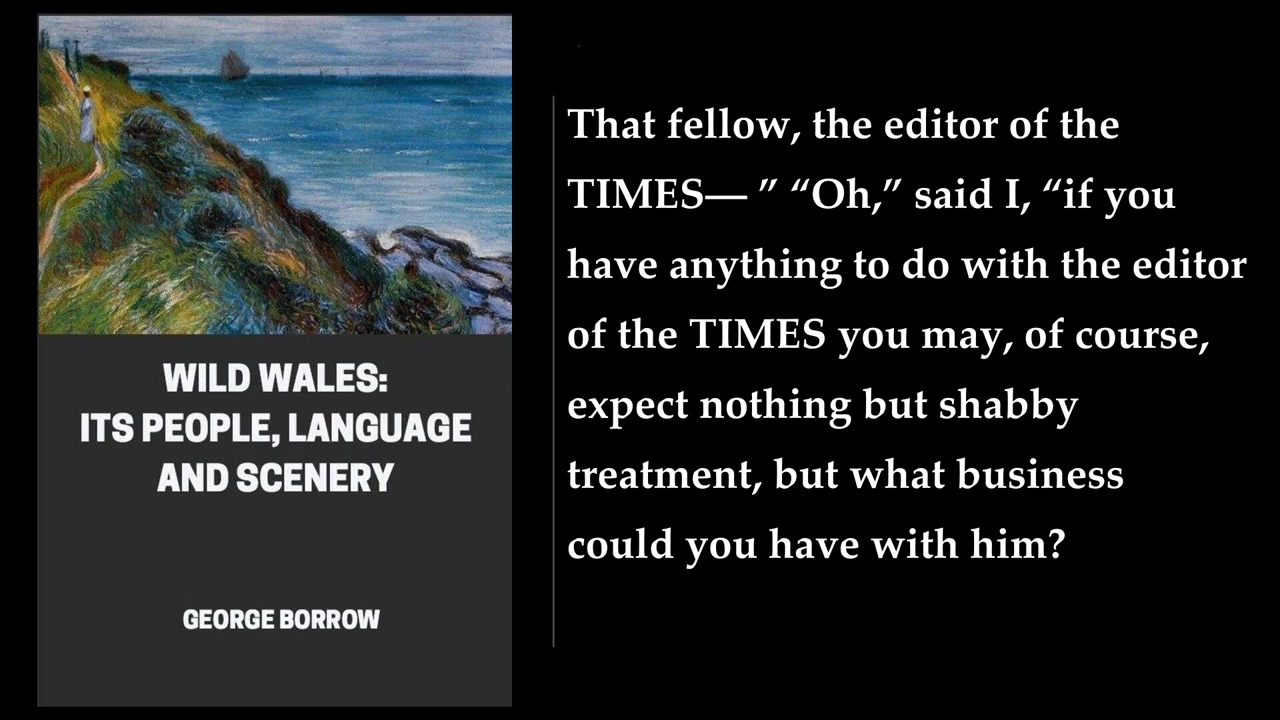 WILD WALES:
ITS PEOPLE, LANGUAGE
AND SCENERY
GEORGE BORROW
That fellow, the editor of the
TIMES— ” “Oh,” said I, “if you
have anything to do with the editor
of the TIMES you may, of course,
expect nothing but shabby
treatment, but what business
could you have with him?